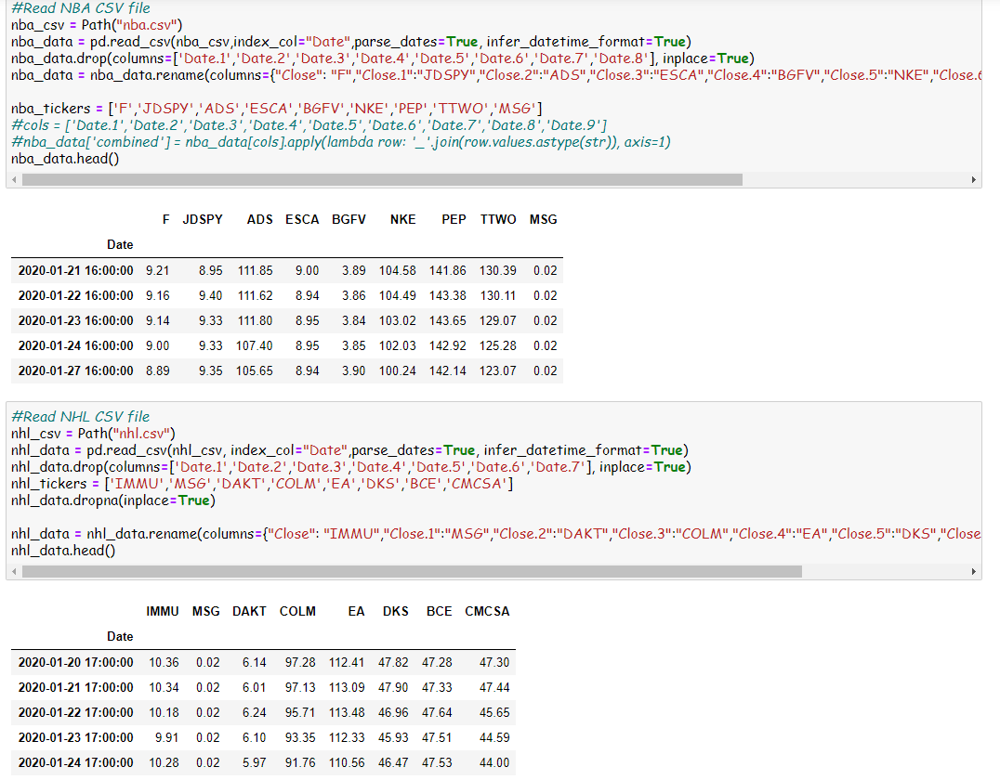 #Read NBA CSV file
nba_csv = Path("nba.csv")
nba_data = pd.read_csv(nba_csv,index_col="Date",parse_dates=True, infer_datetime_format=True)
nba_data.drop(columns=['Date.1','Date.2','Date.3','Date.4','Date.5','Date.6','Date.7','Date.8'], inplace=True)
nba_data = nba_data.rename(columns={"Close": "F","Close.1":"JDSPY","Close.2":"ADS","Close.3":"ESCA","Close.4":"BGFV","Close.5":"NKE","Close.6
nba_tickers = ['F','JDSPY','ADS','ESCA','BGFV','NKE','PEP','TTWO','MSG']
#cols = ['Date.1','Date.2','Date.3','Date.4','Date.5','Date.6','Date.7','Date.8','Date.9']
#nba_data['combined'] = nba_data[cols].apply(lambda row: '_'.join(row.values.astype(str)), axis=1)
nba_data.head()
F JDSPY ADS ESCA BGFV NKE PEP TTWO MSG
Date
2020-01-21 16:00:00 9.21 8.95 111.85 9.00 3.89 104.58 141.86 130.39 0.02
2020-01-22 16:00:00 9.16 9.40 111.62 8.94 3.86 104.49 143.38 130.11 0.02
2020-01-23 16:00:00 9.14 9.33 111.80 8.95 3.84 103.02 143.65 129.07 0.02
2020-01-24 16:00:00 9.00 9.33 107.40 8.95 3.85 102.03 142.92 125.28 0.02
2020-01-27 16:00:00 8.89 9.35 105.65 8.94 3.90 100.24 142.14 123.07 0.02
#Read NHL CSV file
nhl_csv = Path("nhl.csv")
nhl_data = pd.read_csv(nhl_csv, index_col="Date",parse_dates=True, infer_datetime_format=True)
nhl_data.drop(columns=['Date.1','Date.2','Date.3','Date.4','Date.5','Date.6','Date.7'], inplace=True)
nhl_tickers = ['IMMU','MSG','DAKT','COLM','EA','DKS','BCE','CMCSA']
nhl_data.dropna(inplace=True)
nhl_data = nhl_data.rename(columns={"Close": "IMMU","Close.1":"MSG","Close.2":"DAKT","Close.3":"COLM","Close.4":"EA","Close.5":"DKS","Close
nhl_data.head()
IMMU MSG DAKT COLM EA DKS BCE CMCSA
Date
2020-01-20 17:00:00 10.36 0.02 6.14 97.28 112.41 47.82 47.28 47.30
2020-01-21 17:00:00 10.34 0.02 6.01 97.13 113.09 47.90 47.33 47.44
2020-01-22 17:00:00 10.18 0.02 6.24 95.71 113.48 46.96 47.64 45.65
2020-01-23 17:00:00 9.91 0.02 6.10 93.35 112.33 45.93 47.51 44.59
2020-01-24 17:00:00 10.28 0.02 5.97 91.76 110.56 46.47 47.53 44.00